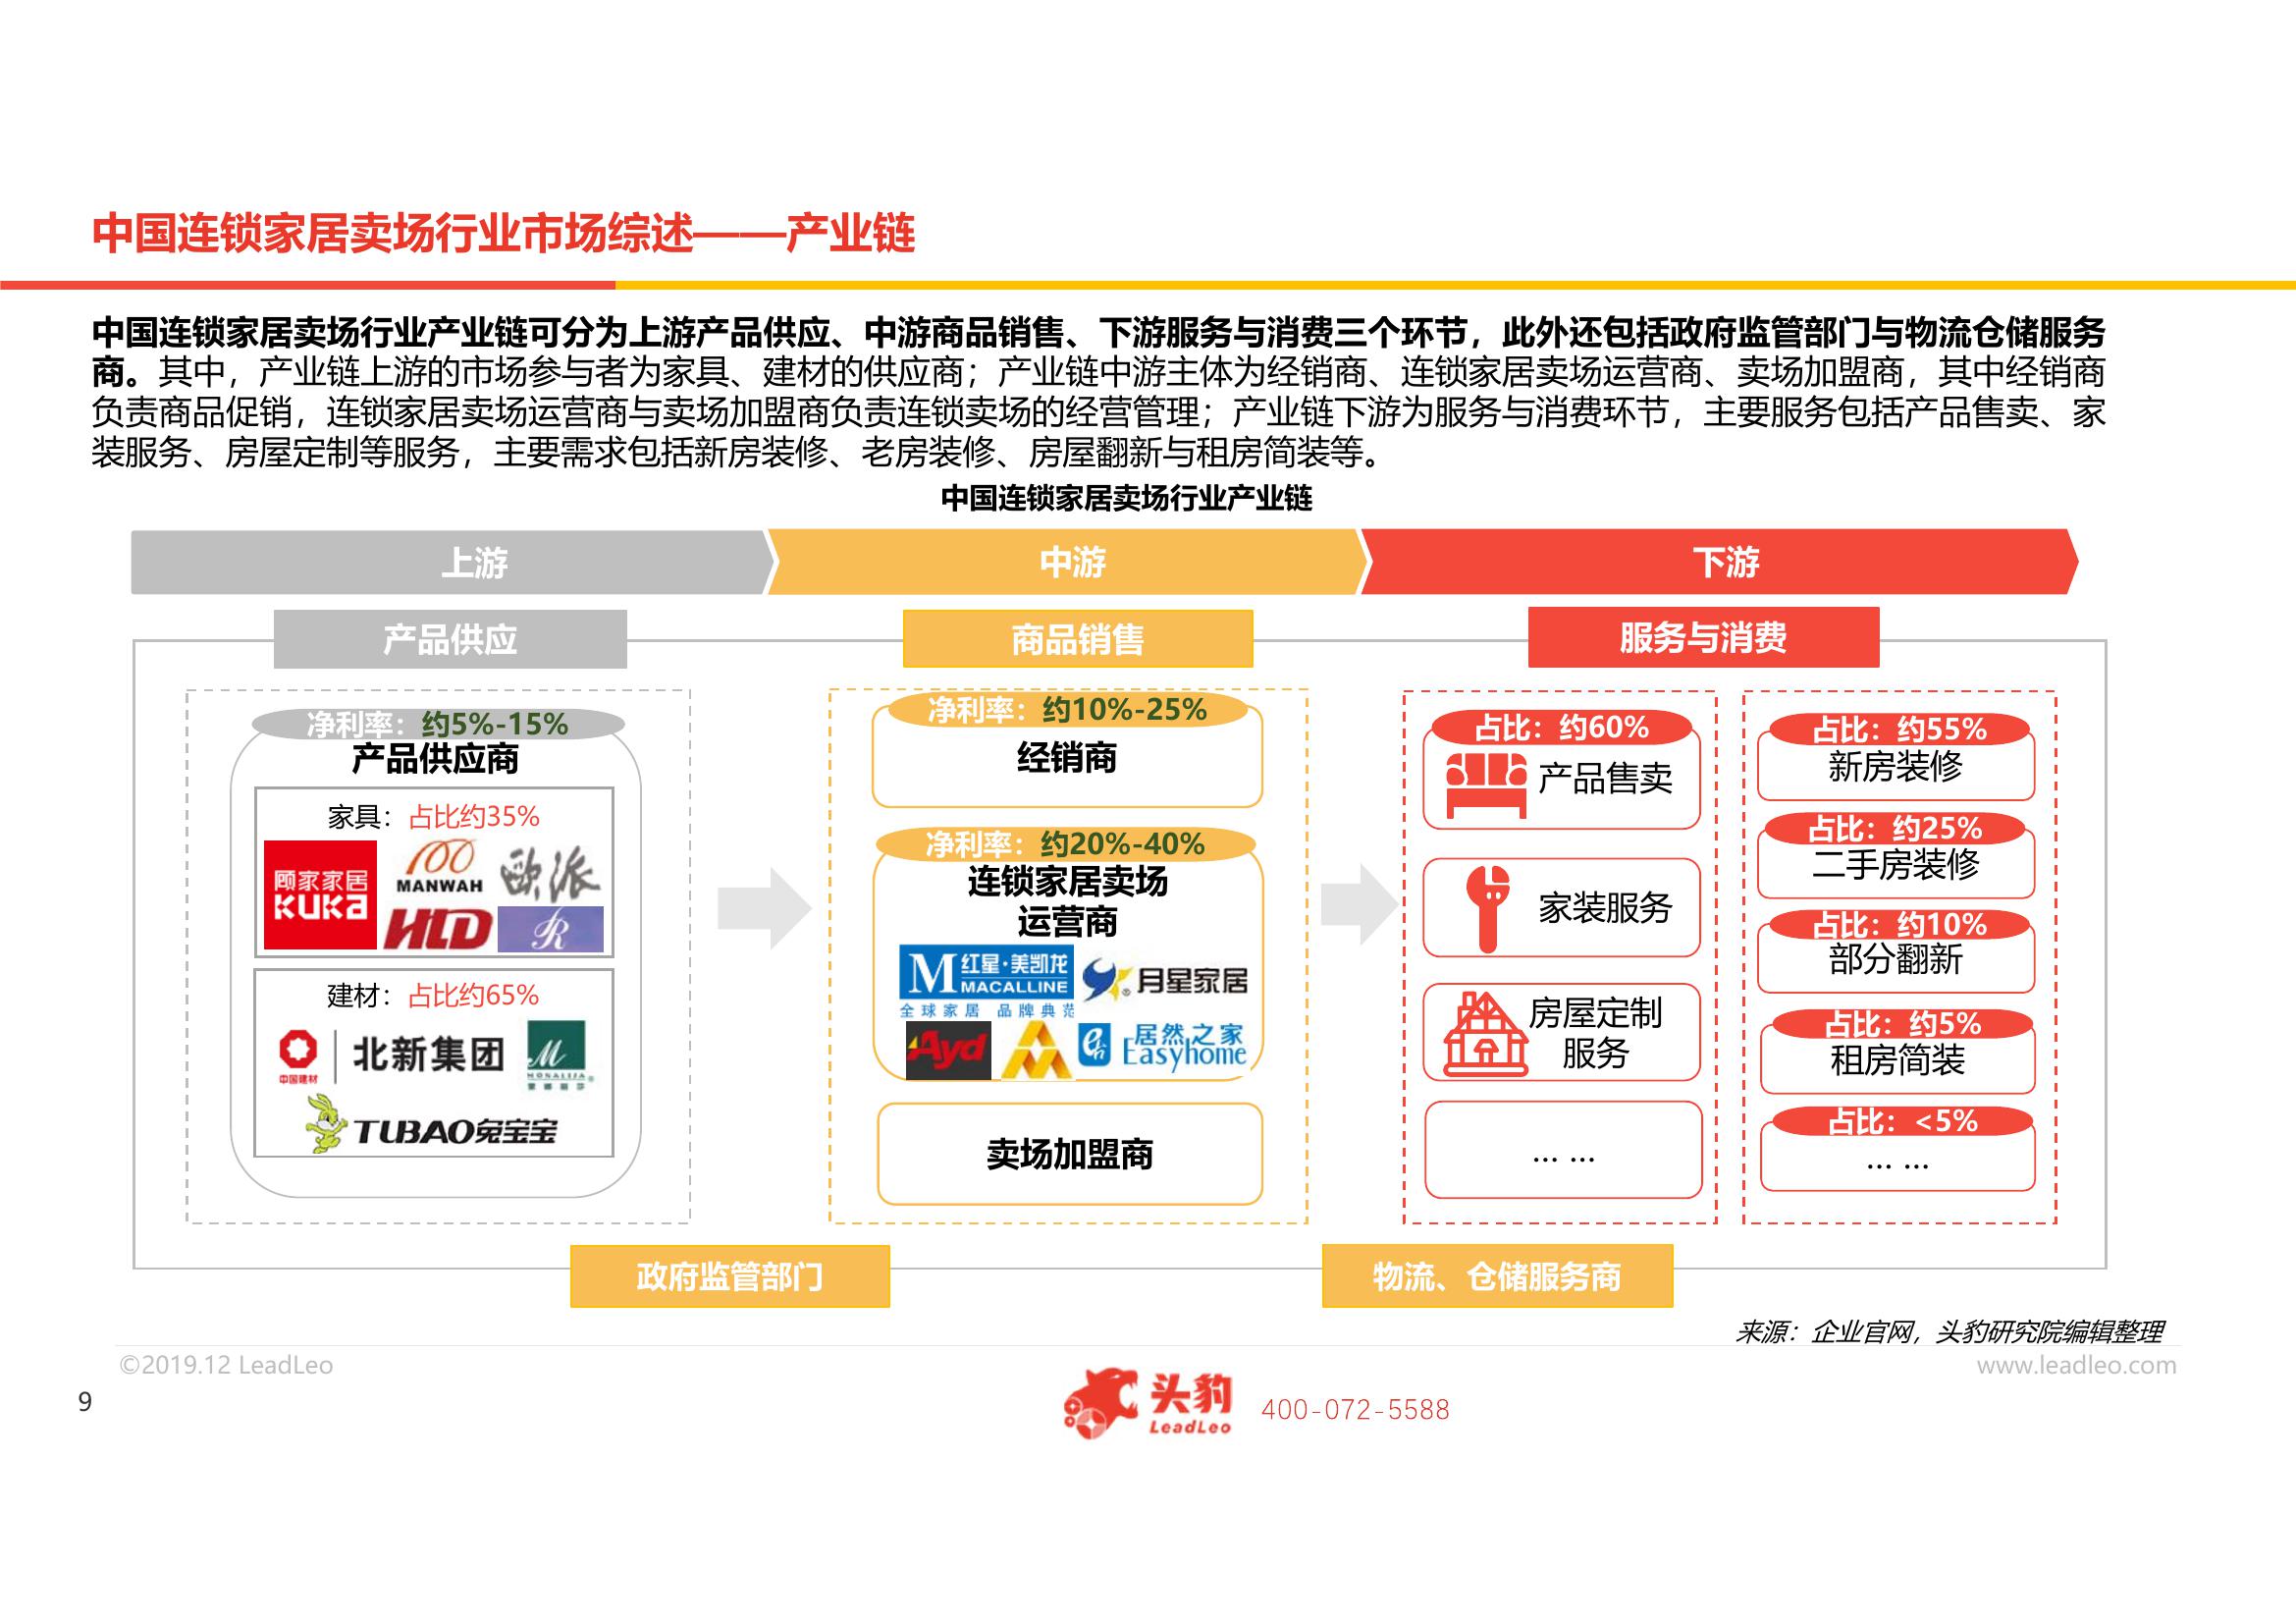 中国连锁家居卖场行业市场综述——产业链
中国连锁家居卖场行业产业链可分为上游产品供应、中游商品销售、下游服务与消费三个环节，此外还包括政府监管部门与物流仓储服务
商。其中，产业链上游的市场参与者为家具、建材的供应商；产业链中游主体为经销商、连锁家居卖场运营商、卖场加盟商，其中经销商
负责商品促销，连锁家居卖场运营商与卖场加盟商负责连锁卖场的经营管理；产业链下游为服务与消费环节，主要服务包括产品售卖、家
装服务、房屋定制等服务，主要需求包括新房装修、老房装修、房屋翻新与租房简装等。
中国连锁家居卖场行业产业链
上游
中游
下游
产品供应
商品销售
服务与消费
净利率：约5%-15%
产品供应商
家具：占比约35%
顾家家居
KUKa
MANWAH
歐派
HTD
R
建材：占比约65%
中国建材
北新集团
M
MONALISA
TUBAO兔宝宝
净利率：约10%-25%
经销商
净利率：约20%-40%
连锁家居卖场
运营商
M 红星·美凯龙
MACALLINE
全球家居 品牌典范
月星家居
Ayd
居然之家
Easyhome
卖场加盟商
占比：约60%
产品售卖
家装服务
房屋定制
服务
... ...
占比：约55%
新房装修
占比：约25%
二手房装修
占比：约10%
部分翻新
占比：约5%
租房简装
占比：<5%
... ...
政府监管部门
物流、仓储服务商
来源：企业官网，头豹研究院编辑整理
©2019.12 LeadLeo
www.leadleo.com
9
头豹
LeadLeo
400-072-5588